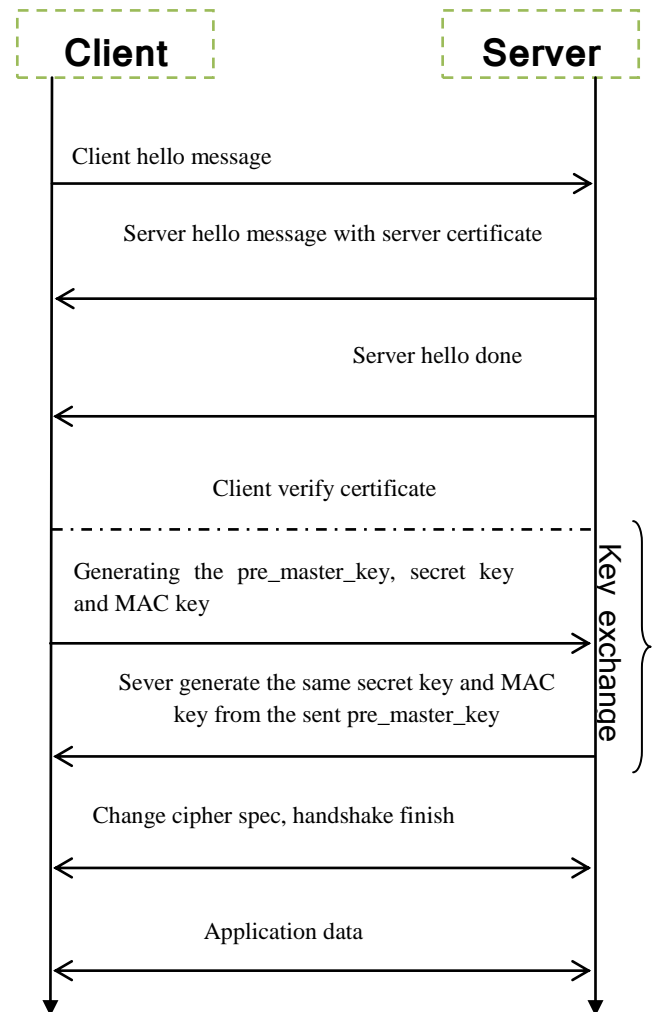 Client
Server
Client hello message
Server hello message with server certificate
Server hello done
Client verify certificate
Generating the pre_master_key, secret key
and MAC key
Key exchange
Sever generate the same secret key and MAC
key from the sent pre_master_key
Change cipher spec, handshake finish
Application data